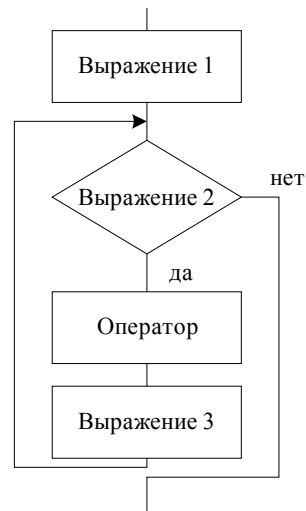 Выражение 1
нет
Выражение 2
да
Оператор
Выражение 3